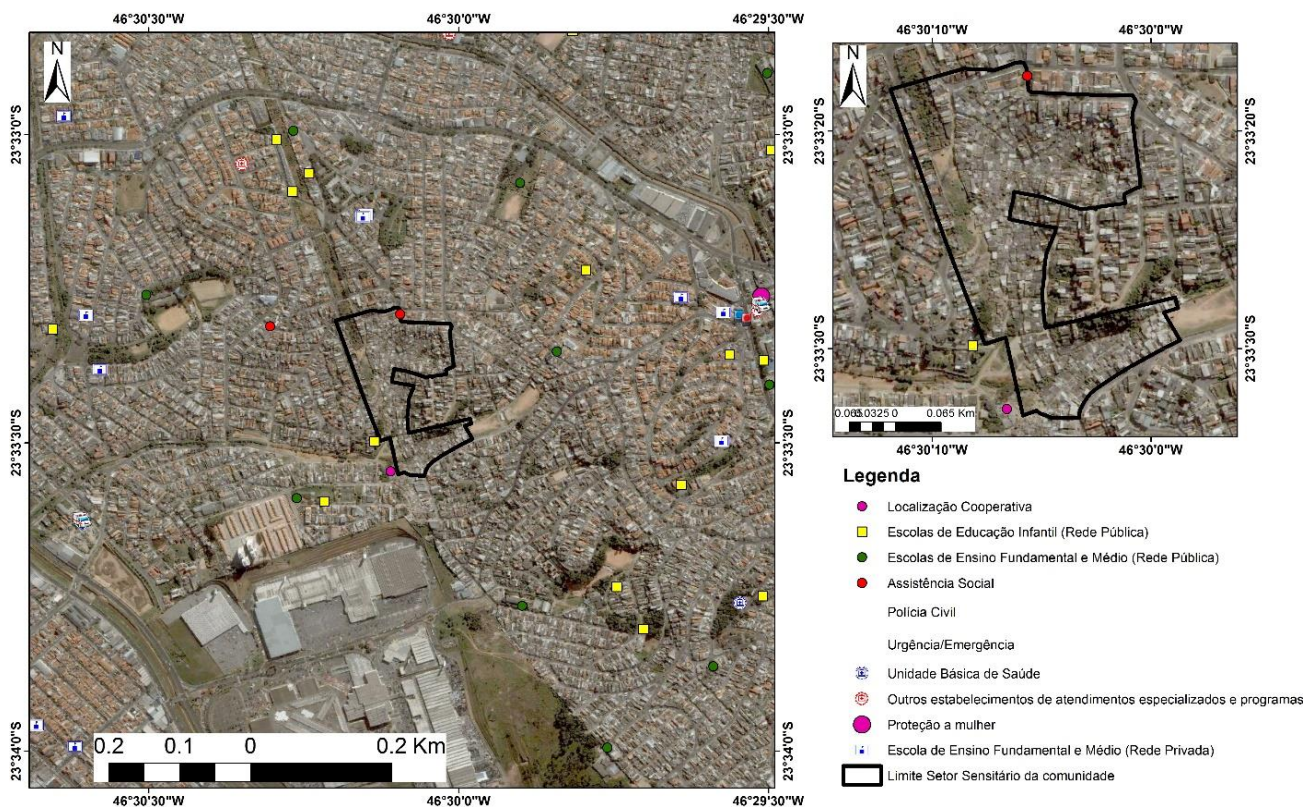 46°30'30"W
46°30'0"W
46°29'30"W
N
23°33'0"S
23°33'0"S
23°33'30"S
23°33'30"S
23°34'0"S
23°34'0"S
0.2 0.1 0 0.2 Km
46°30'30"W
46°30'0"W
46°29'30"W
46°30'10"W
46°30'0"W
N
23°33'20"S
23°33'20"S
23°33'30"S
23°33'30"S
0.065 0.0325 0 0.065 Km
46°30'10"W
46°30'0"W
Legenda
Localização Cooperativa
Escolas de Educação Infantil (Rede Pública)
Escolas de Ensino Fundamental e Médio (Rede Pública)
Assistência Social
Polícia Civil
Urgência/Emergência
Unidade Básica de Saúde
Outros estabelecimentos de atendimentos especializados e programas
Proteção a mulher
Escola de Ensino Fundamental e Médio (Rede Privada)
Limite Setor Sensitário da comunidade